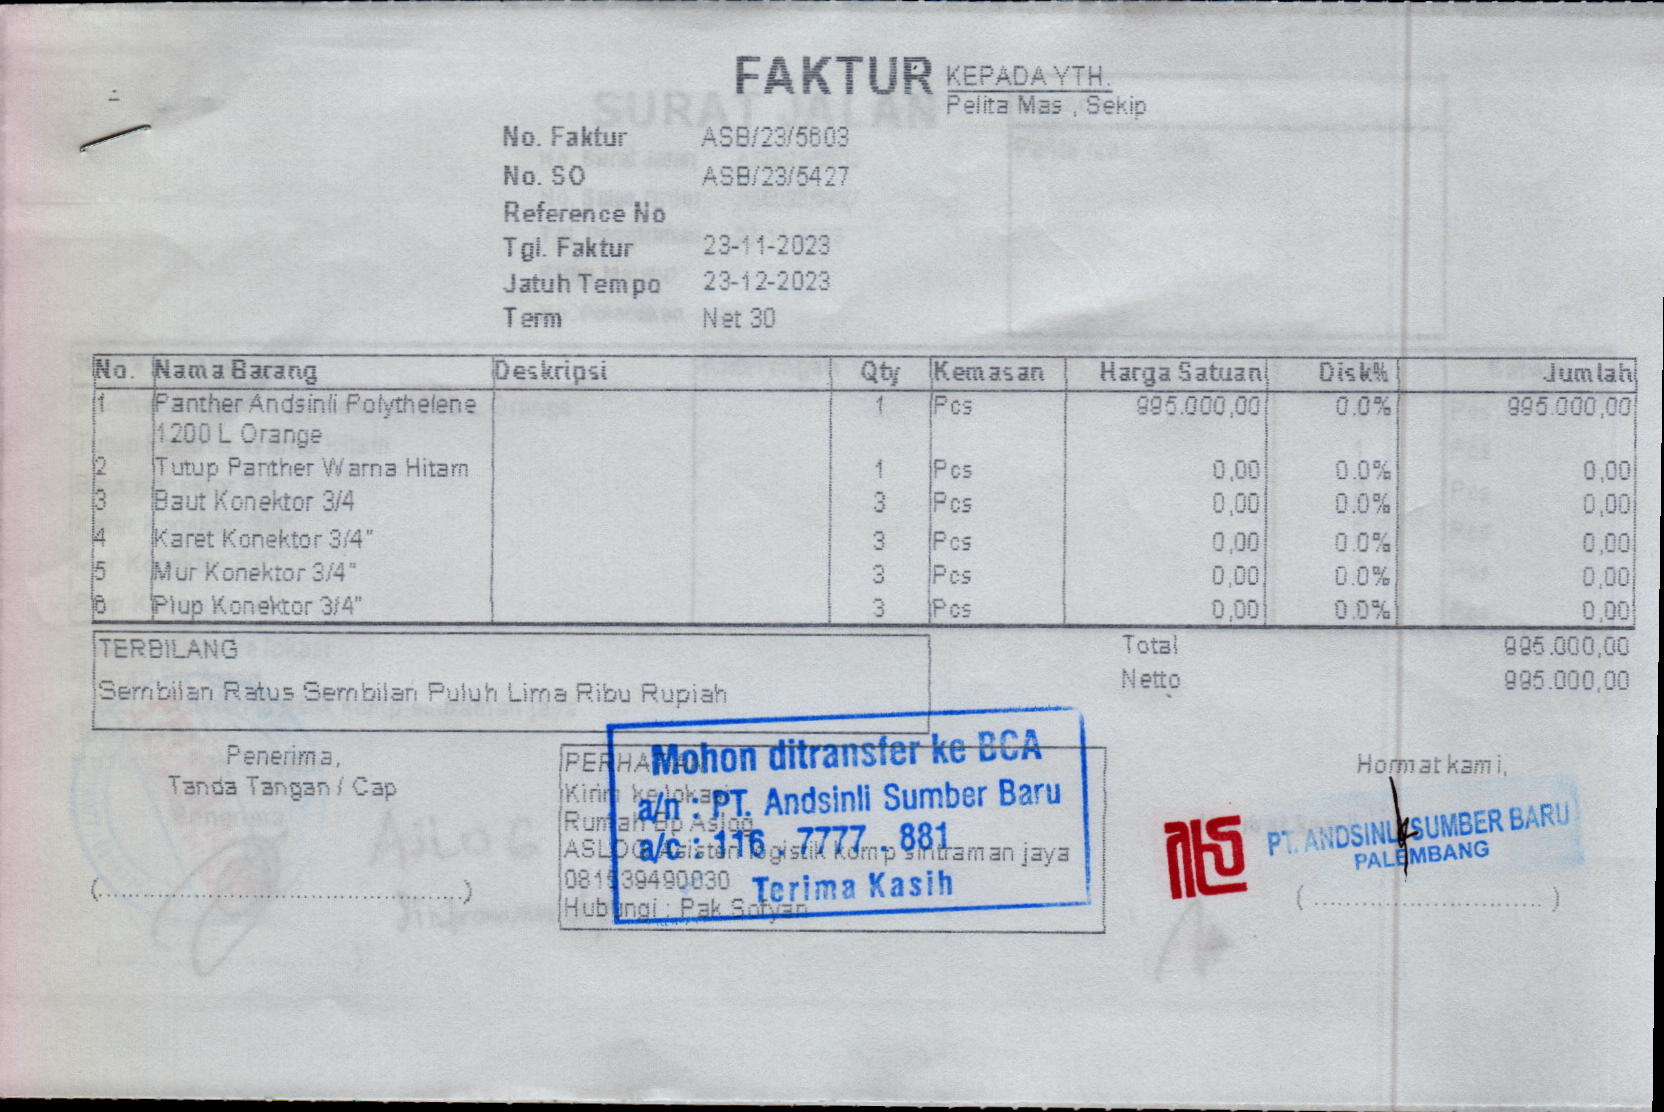 FAKTUR
KEPADA YTH.
Pelita Mas , Sekip
SURAT JALAN
No. Faktur ASB/23/5603
No. SO ASB/23/5427
Reference No
Tgl. Faktur 23-11-2023
Jatuh Tempo 23-12-2023
Term Net 30
No. Nama Barang Deskripsi Qty Kemasan Harga Satuan Disk% Jumlah
1 Panther Andsinli Polythelene 1 Pcs 995.000,00 0.0% 995.000,00
1200 L Orange
2 Tutup Panther Warna Hitam 1 Pcs 0,00 0.0% 0,00
3 Baut Konektor 3/4 3 Pcs 0,00 0.0% 0,00
4 Karet Konektor 3/4" 3 Pcs 0,00 0.0% 0,00
5 Mur Konektor 3/4" 3 Pcs 0,00 0.0% 0,00
6 Plup Konektor 3/4" 3 Pcs 0,00 0.0% 0,00
TERBILANG
Sembilan Ratus Sembilan Puluh Lima Ribu Rupiah
Total 995.000,00
Netto 995.000,00
Penerima,
Tanda Tangan / Cap
(..........................................)
PERHATIAN
Kirim ke lokasi
Rumah Bp Aslog
ASLOG Asisten logistik komp sintraman jaya
081539490030
Hubungi : Pak Sofyan
Mohon ditransfer ke BCA
a/n : PT. Andsinli Sumber Baru
a/c : 116 . 7777 . 881
Terima Kasih
Hormat kami,
PT. ANDSINLI SUMBER BARU
PALEMBANG
( .................................. )